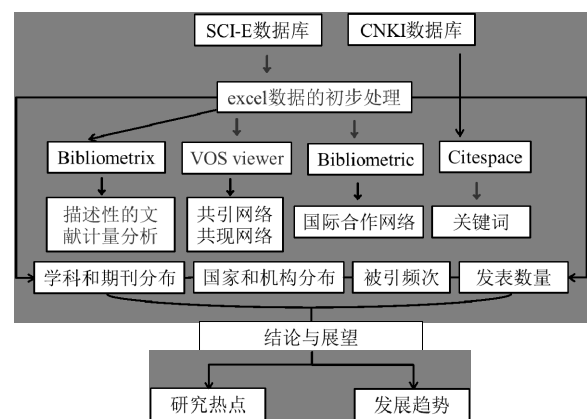 SCI-E数据库
CNKI数据库
excel数据的初步处理
Bibliometrix
VOS viewer
Bibliometric
Citespace
描述性的文
献计量分析
共引网络
共现网络
国际合作网络
关键词
学科和期刊分布
国家和机构分布
被引频次
发表数量
结论与展望
研究热点
发展趋势